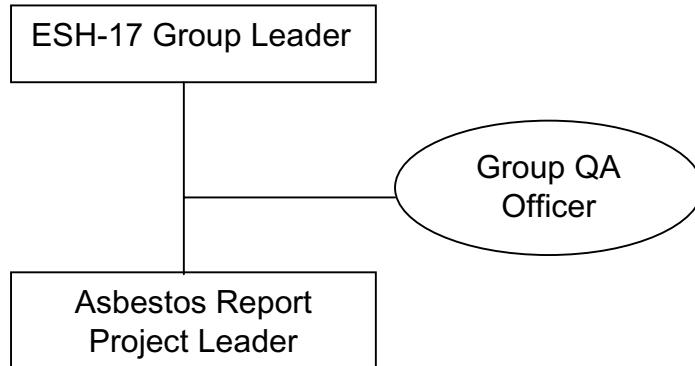 ESH-17 Group Leader
Group QA
Officer
Asbestos Report
Project Leader